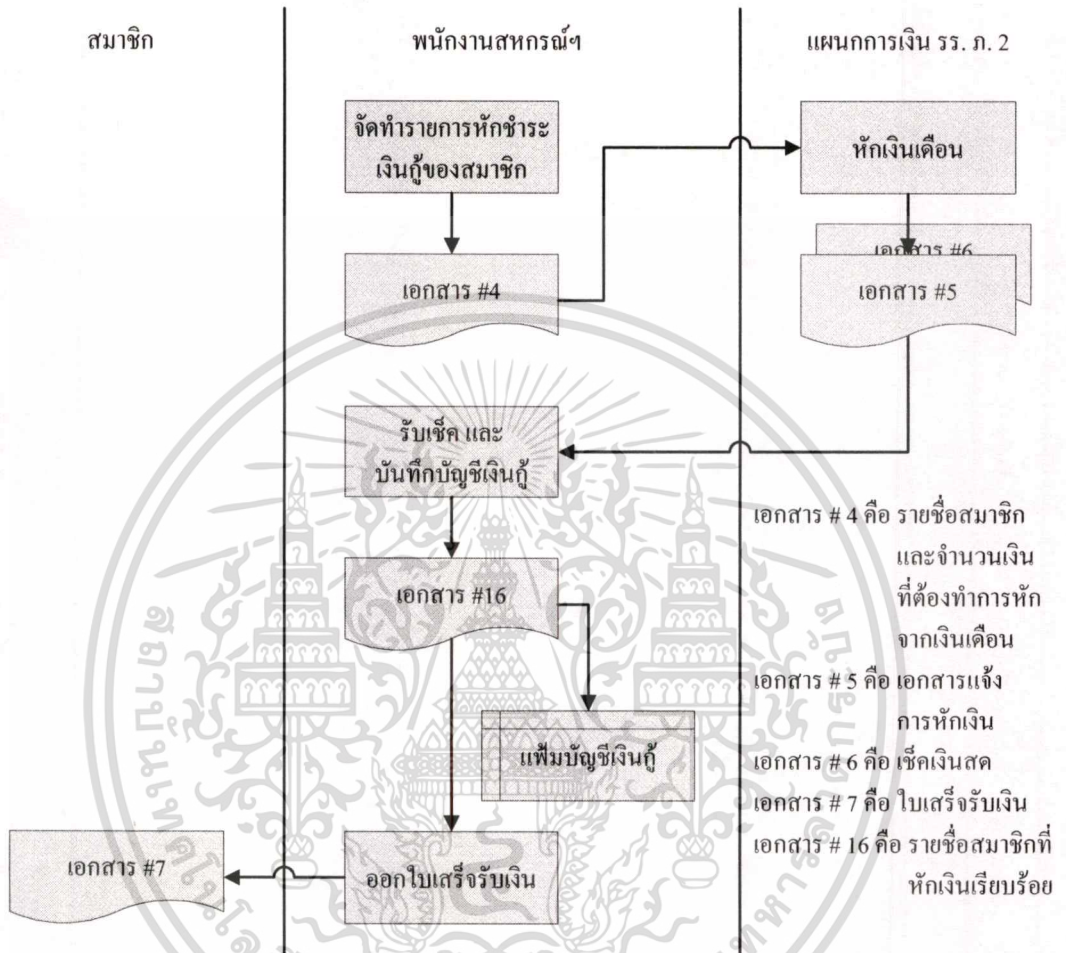 สมาชิก
พนักงานสหกรณ์ฯ
แผนกการเงิน รร. ภ. 2
จัดทำรายการหักชำระ
เงินกู้ของสมาชิก
หักเงินเดือน
เอกสาร #4
เอกสาร #6
เอกสาร #5
รับเช็ค และ
บันทึกบัญชีเงินกู้
เอกสาร #16
แฟ้มบัญชีเงินกู้
เอกสาร #7
ออกใบเสร็จรับเงิน
เอกสาร # 4 คือ รายชื่อสมาชิก
และจำนวนเงิน
ที่ต้องทำการหัก
จากเงินเดือน
เอกสาร # 5 คือ เอกสารแจ้ง
การหักเงิน
เอกสาร # 6 คือ เช็คเงินสด
เอกสาร # 7 คือ ใบเสร็จรับเงิน
เอกสาร # 16 คือ รายชื่อสมาชิกที่
หักเงินเรียบร้อย